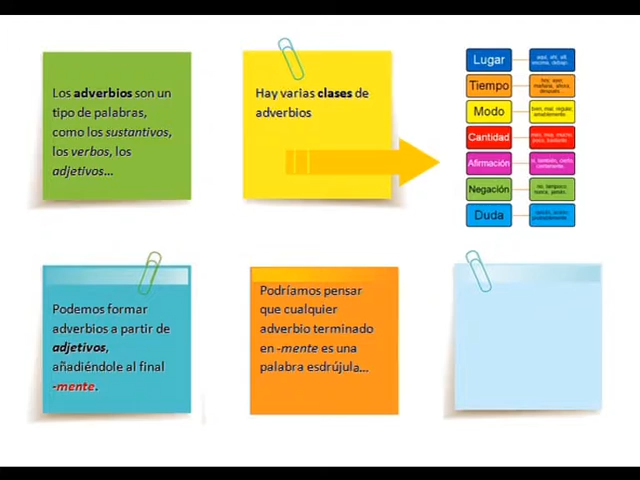 Los adverbios son un
tipo de palabras,
como los sustantivos,
los verbos, los
adjetivos...
Hay varias clases de
adverbios
Lugar
Tiempo
Modo
Cantidad
Afirmación
Negación
Duda
Podemos formar
adverbios a partir de
adjetivos,
añadiéndole al final
-mente.
Podríamos pensar
que cualquier
adverbio terminado
en -mente es una
palabra esdrújula...